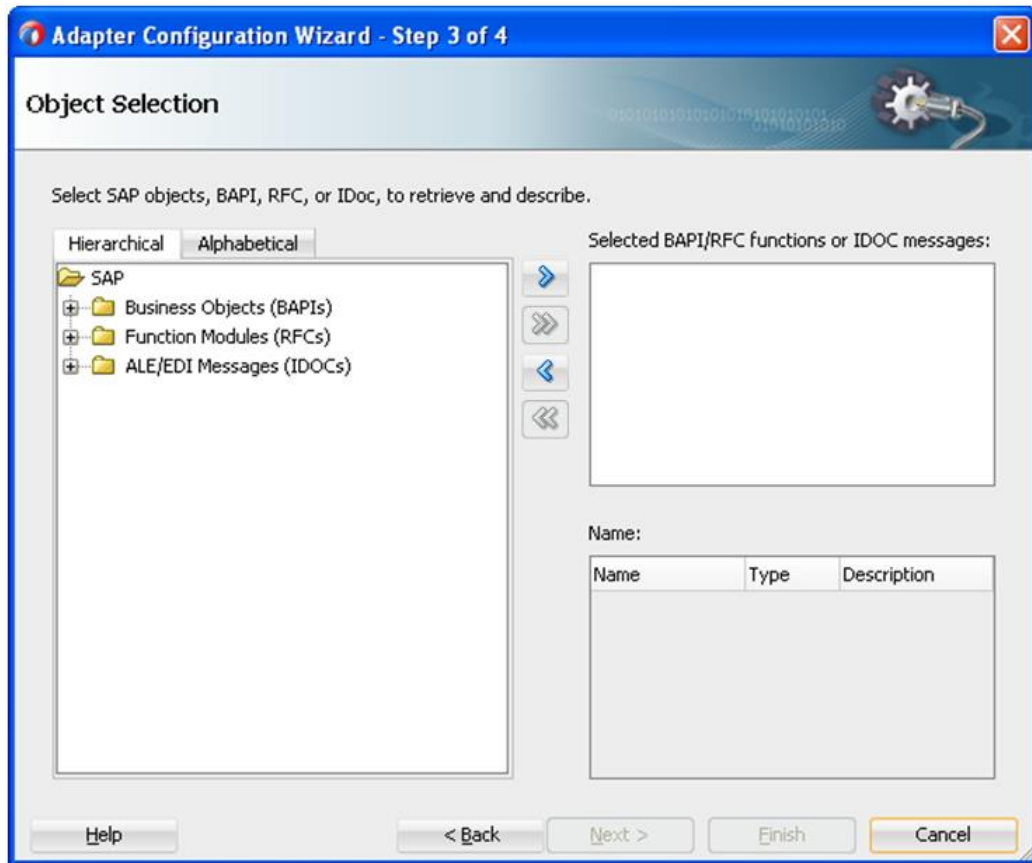 Adapter Configuration Wizard - Step 3 of 4
Object Selection
010101010101010101010101
01010101010
Select SAP objects, BAPI, RFC, or IDoc, to retrieve and describe.
Hierarchical Alphabetical
SAP
Business Objects (BAPIs)
Function Modules (RFCs)
ALE/EDI Messages (IDOCs)
Selected BAPI/RFC functions or IDOC messages:
Name:
Name Type Description
Help < Back Next > Finish Cancel